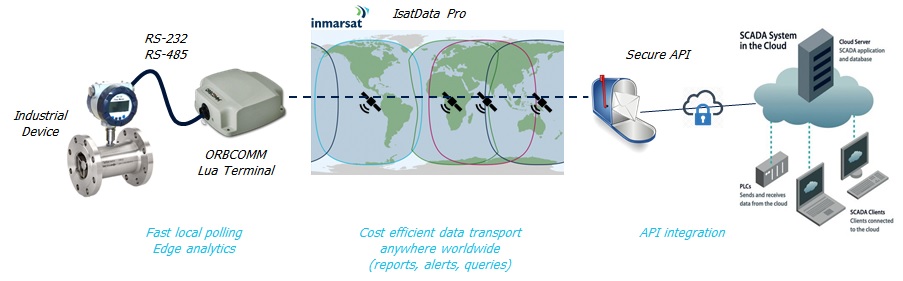 inmarsat
IsatData Pro
RS-232
RS-485
Industrial
Device
ORBCOMM
ORBCOMM
Lua Terminal
Secure API
SCADA System
in the Cloud
Cloud Server
SCADA application
and database
PLCs
Sends and receives
data from the cloud
SCADA Clients
Clients connected
to the cloud
Fast local polling
Edge analytics
Cost efficient data transport
anywhere worldwide
(reports, alerts, queries)
API integration